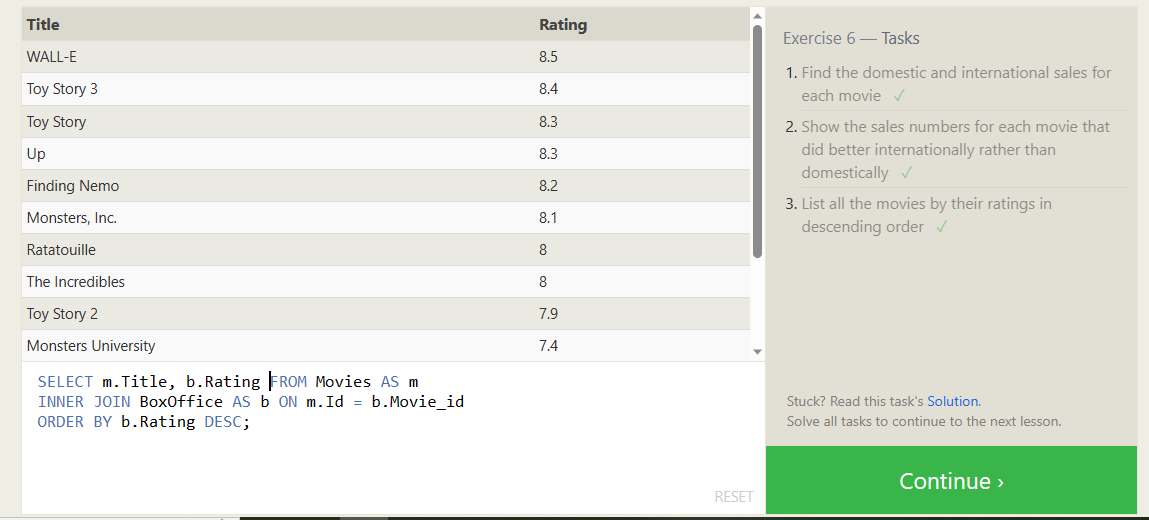 Title Rating
WALL-E 8.5
Toy Story 3 8.4
Toy Story 8.3
Up 8.3
Finding Nemo 8.2
Monsters, Inc. 8.1
Ratatouille 8
The Incredibles 8
Toy Story 2 7.9
Monsters University 7.4
SELECT m.Title, b.Rating FROM Movies AS m
INNER JOIN BoxOffice AS b ON m.Id = b.Movie_id
ORDER BY b.Rating DESC;
RESET
Exercise 6 — Tasks
1. Find the domestic and international sales for
each movie ✓
2. Show the sales numbers for each movie that
did better internationally rather than
domestically ✓
3. List all the movies by their ratings in
descending order ✓
Stuck? Read this task's Solution.
Solve all tasks to continue to the next lesson.
Continue ›